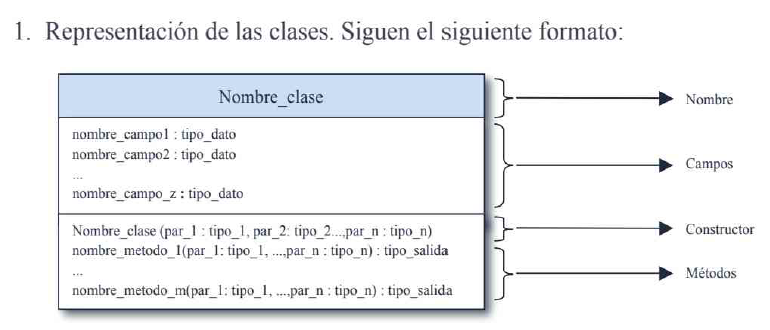 1. Representación de las clases. Siguen el siguiente formato:
Nombre_clase
Nombre
nombre_campo1 : tipo_dato
nombre_campo2 : tipo_dato
...
nombre_campo_z : tipo_dato
Campos
Nombre_clase (par_1 : tipo_1, par_2: tipo_2...,par_n : tipo_n)
Constructor
nombre_metodo_1(par_1: tipo_1, ...,par_n : tipo_n) : tipo_salida
...
nombre_metodo_m(par_1: tipo_1, ...,par_n : tipo_n) : tipo_salida
Métodos